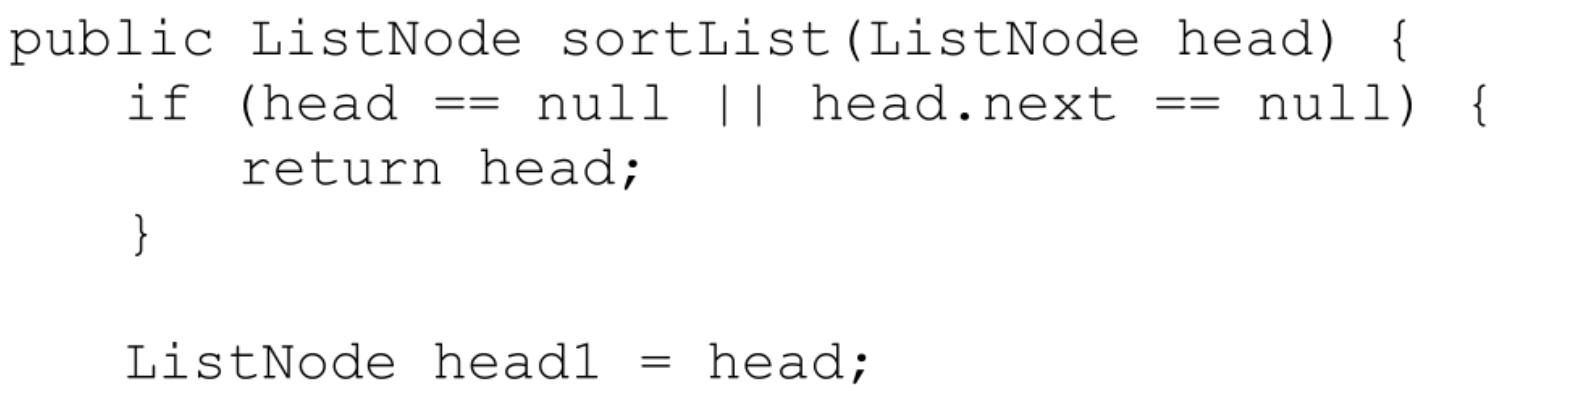 public ListNode sortList(ListNode head) {
    if (head == null || head.next == null) {
        return head;
    }

    ListNode head1 = head;